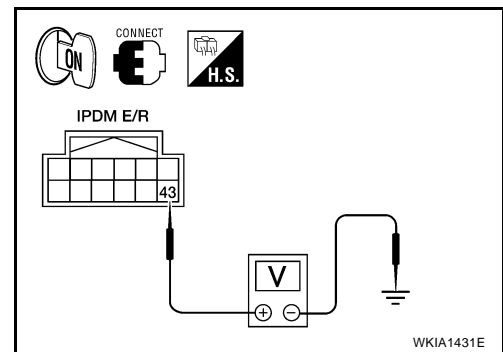 ON
CONNECT
H.S.
IPDM E/R
43
V
+ −
WKIA1431E